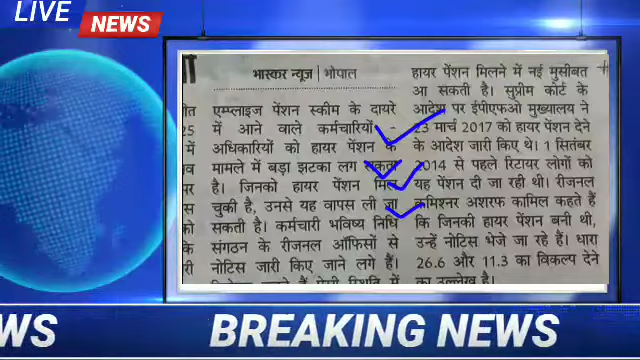 LIVE
NEWS
भास्कर न्यूज | भोपाल
एम्प्लाइज पेंशन स्कीम के दायरे
में आने वाले कर्मचारियों -
अधिकारियों को हायर पेंशन के
मामले में बड़ा झटका लग सकता
है। जिनको हायर पेंशन मिल
चुकी है, उनसे यह वापस ली जा
सकती है। कर्मचारी भविष्य निधि
संगठन के रीजनल ऑफिसों से
नोटिस जारी किए जाने लगे हैं।
हायर पेंशन मिलने में नई मुसीबत
आ सकती है। सुप्रीम कोर्ट के
आदेश पर ईपीएफओ मुख्यालय ने
23 मार्च 2017 को हायर पेंशन देने
के आदेश जारी किए थे। 1 सितंबर
2014 से पहले रिटायर लोगों को
यह पेंशन दी जा रही थी। रीजनल
कमिश्नर अशरफ कामिल कहते हैं
कि जिनकी हायर पेंशन बनी थी,
उन्हें नोटिस भेजे जा रहे हैं। धारा
26.6 और 11.3 का विकल्प देने
का उल्लेख है।
WS
BREAKING NEWS